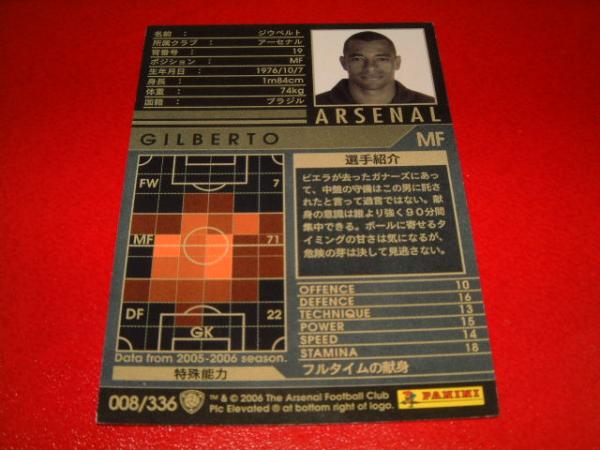 名前 : ジウベルト
所属クラブ : アーセナル
背番号 : 19
ポジション : MF
生年月日 : 1976/10/7
身長 : 1m84cm
体重 : 74kg
国籍 : ブラジル
ARSENAL
GILBERTO
MF
FW 7
MF 71
DF 22
GK
Data from 2005-2006 season.
特殊能力
選手紹介
ビエラが去ったガナーズにあっ
て、中盤の守備はこの男に託さ
れたと言って過言ではない。献
身の意識は誰より強く90分間
集中できる。ボールに寄せるタ
イミングの甘さは気になるが、
危険の芽は決して見逃さない。
OFFENCE 10
DEFENCE 16
TECHNIQUE 13
POWER 15
SPEED 14
STAMINA 18
フルタイムの献身
008/336
™ & © 2006 The Arsenal Football Club
Plc Elevated ® at bottom right of logo.
PANINI